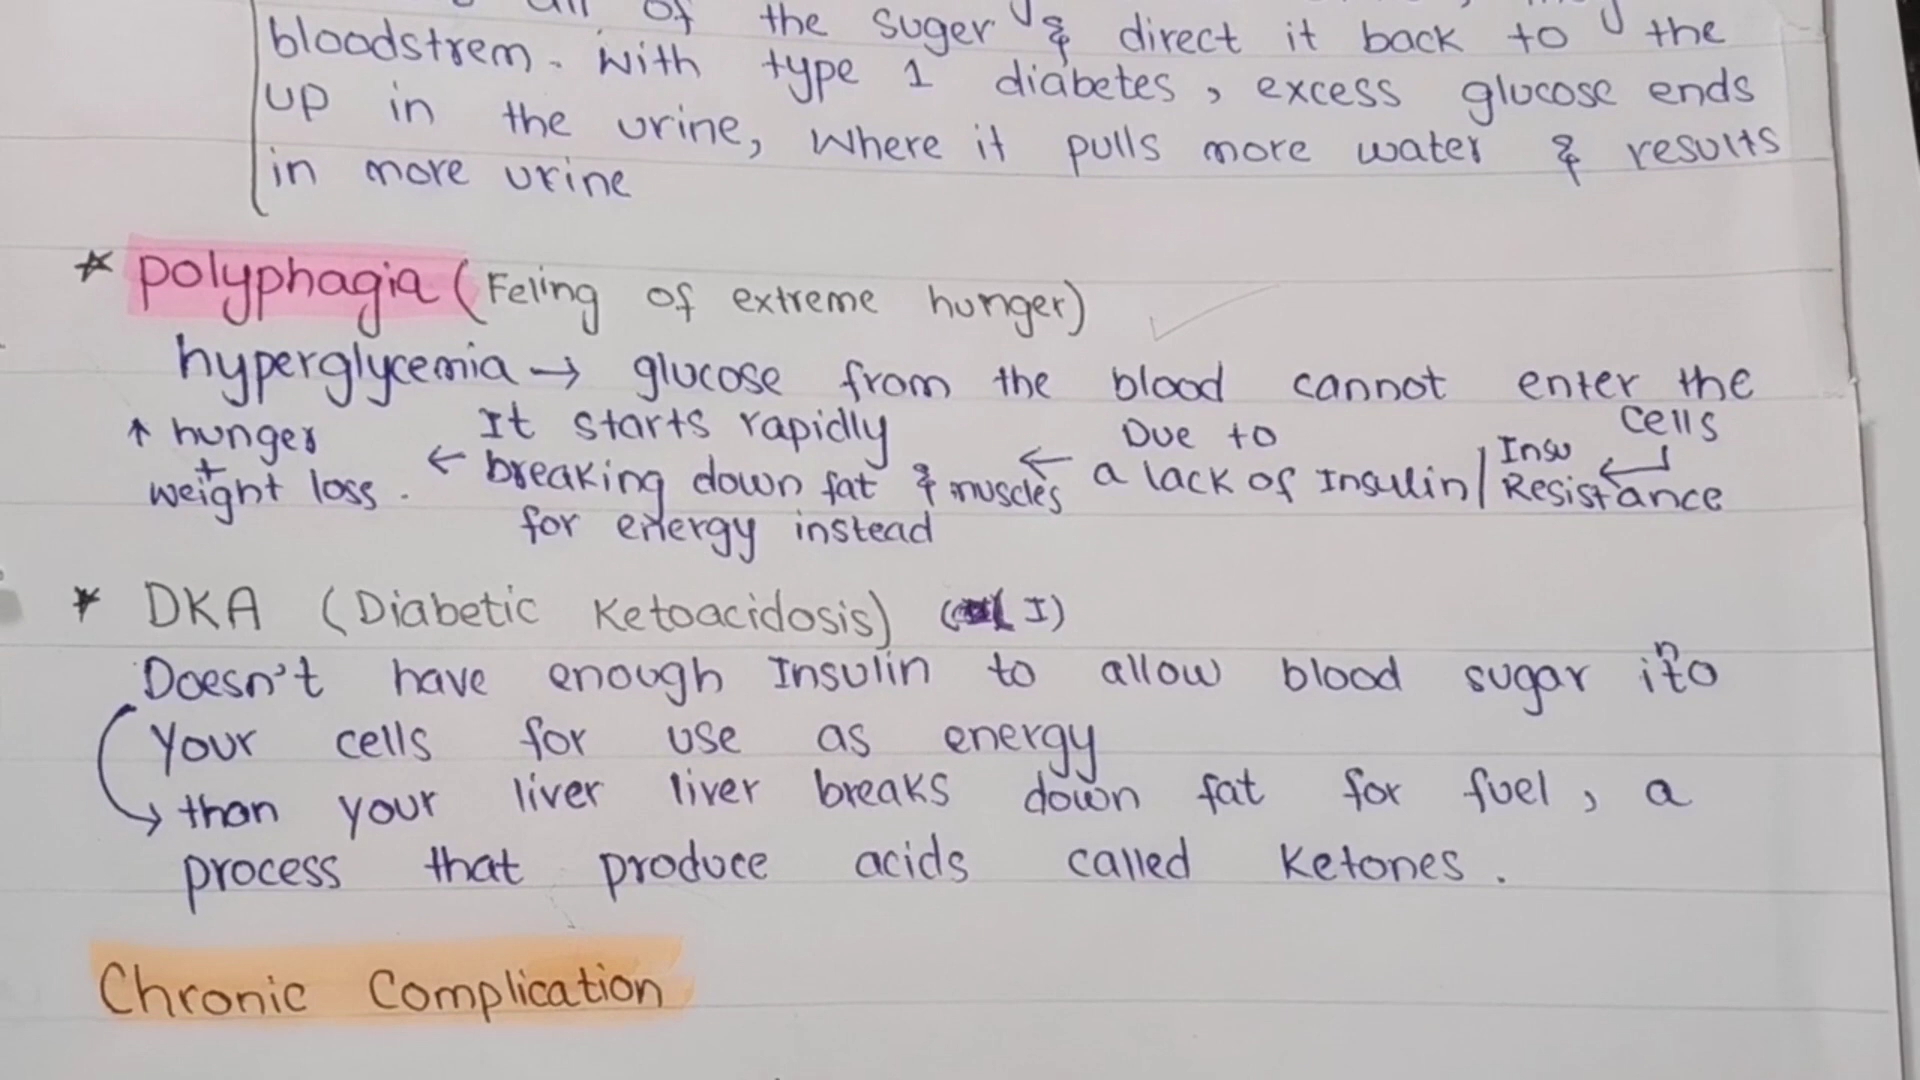 all of the suger & direct it back to the
bloodstrem. With type 1 diabetes, excess glucose ends
up in the urine, Where it pulls more water & results
in more urine
* polyphagia (Feling of extreme hunger)
hyperglycemia → glucose from the blood cannot enter the
cells
↑ hunger + weight loss. ← It starts rapidly breaking down fat & muscles for energy instead ← Due to a lack of Insulin / Insu Resistance
* DKA (Diabetic Ketoacidosis) (I)
Doesn't have enough Insulin to allow blood sugar into
Your cells for use as energy
→ than your liver liver breaks down fat for fuel, a
process that produce acids called Ketones.
Chronic Complication